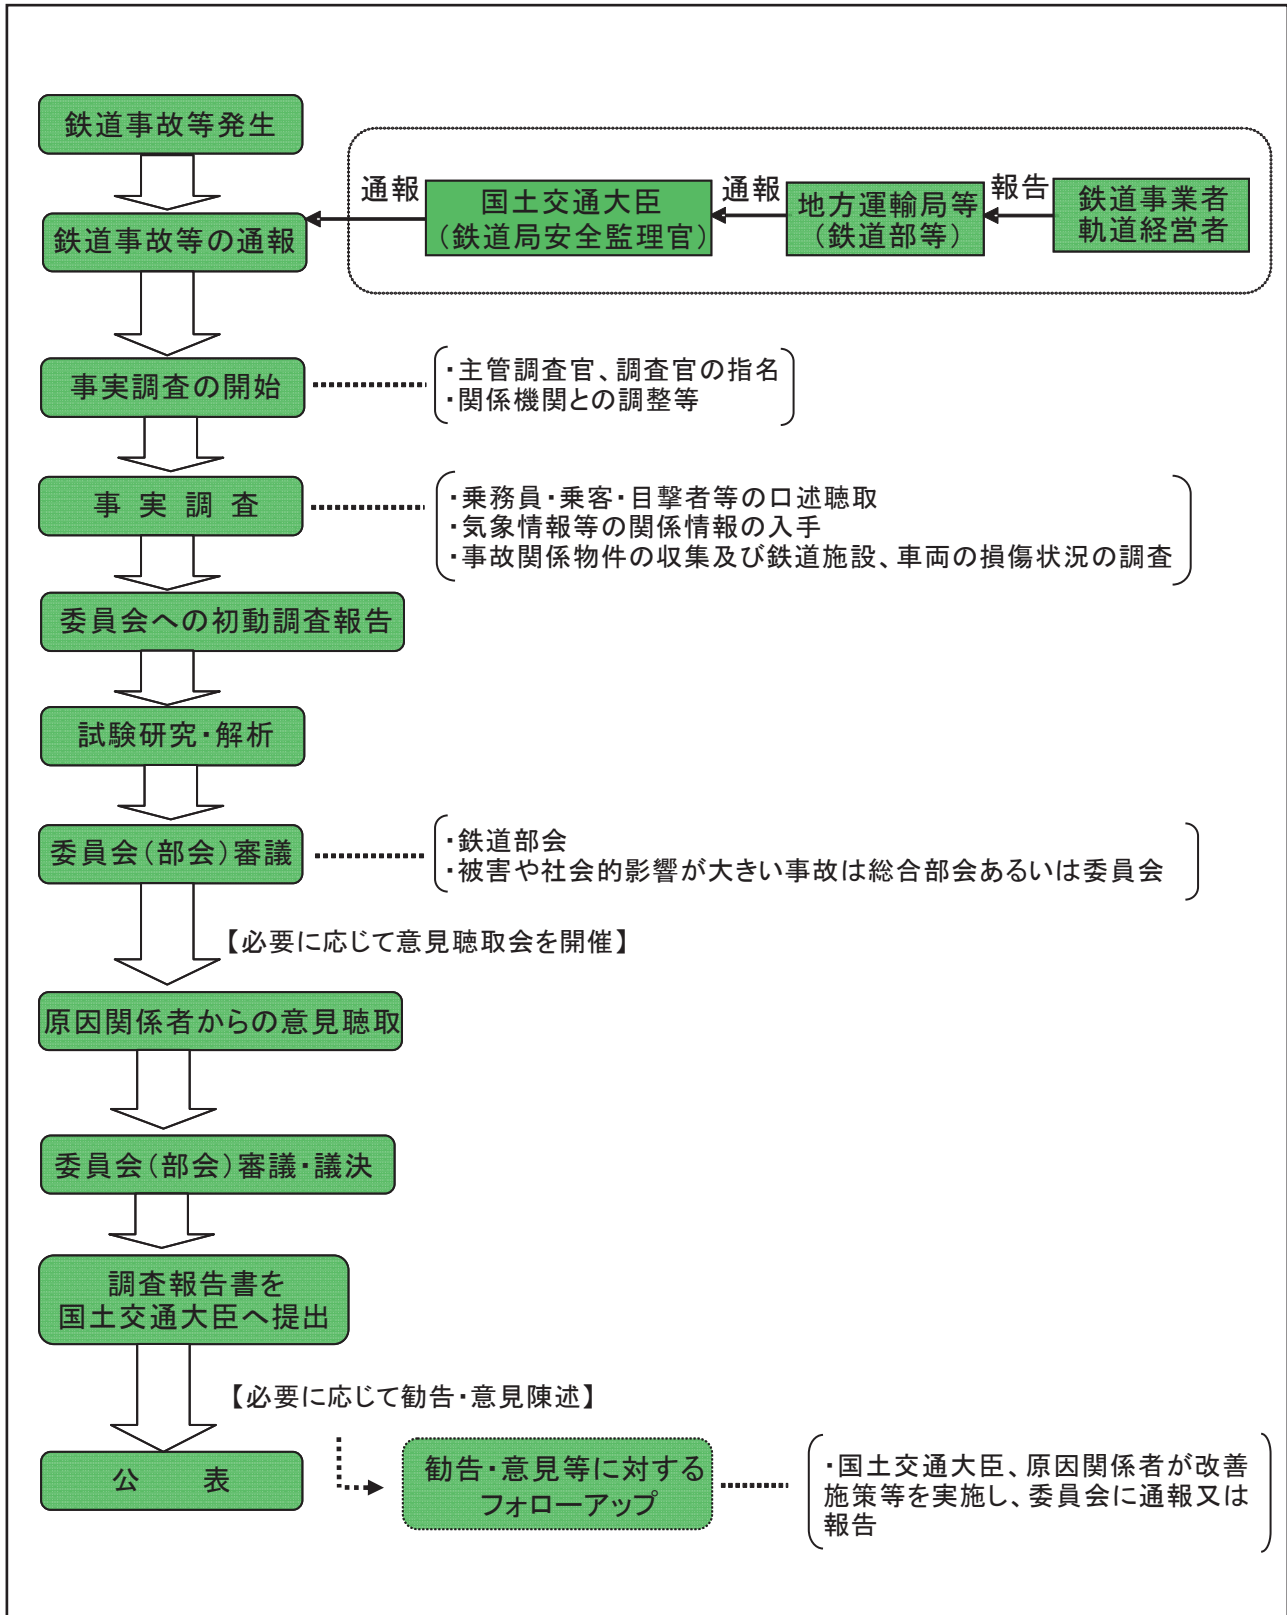 鉄道事故等発生
通報
国土交通大臣
（鉄道局安全監理官）
通報
地方運輸局等
（鉄道部等）
報告
鉄道事業者
軌道経営者
鉄道事故等の通報
事実調査の開始
・主管調査官、調査官の指名
・関係機関との調整等
事 実 調 査
・乗務員・乗客・目撃者等の口述聴取
・気象情報等の関係情報の入手
・事故関係物件の収集及び鉄道施設、車両の損傷状況の調査
委員会への初動調査報告
試験研究・解析
委員会（部会）審議
・鉄道部会
・被害や社会的影響が大きい事故は総合部会あるいは委員会
【必要に応じて意見聴取会を開催】
原因関係者からの意見聴取
委員会（部会）審議・議決
調査報告書を
国土交通大臣へ提出
【必要に応じて勧告・意見陳述】
公 表
勧告・意見等に対する
フォローアップ
・国土交通大臣、原因関係者が改善
施策等を実施し、委員会に通報又は
報告